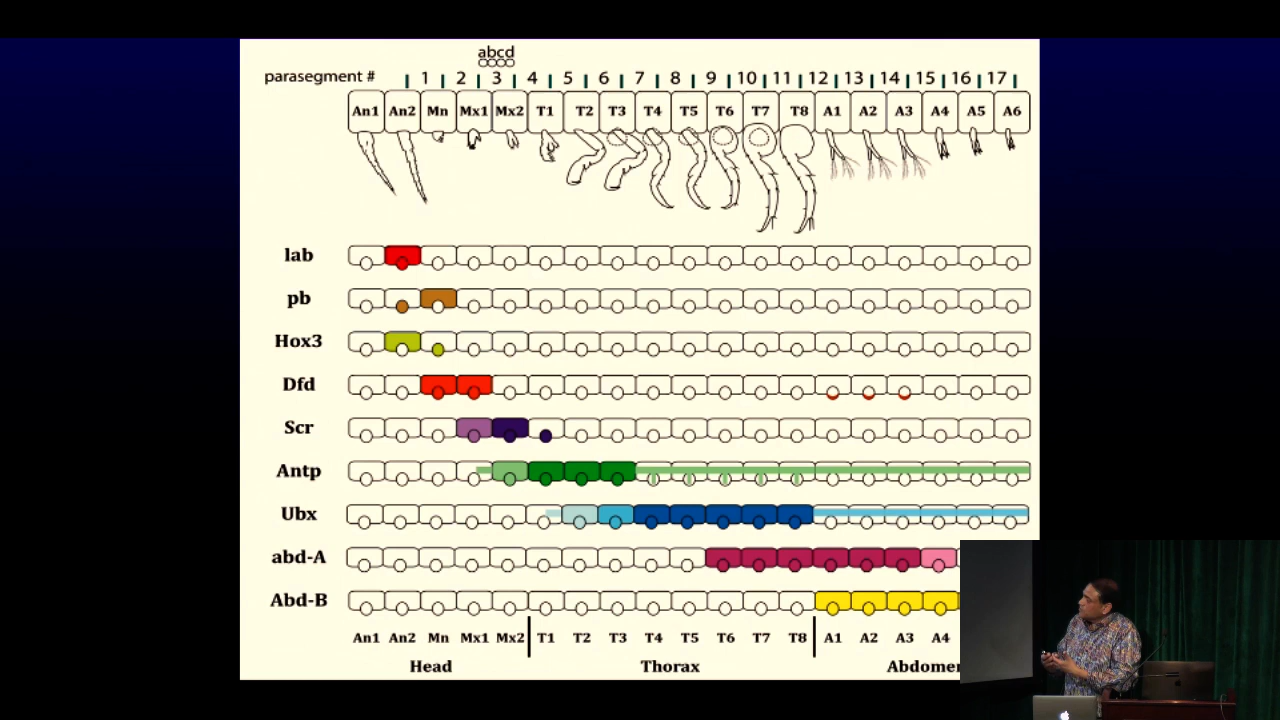 abcd
parasegment # 1 2 3 4 5 6 7 8 9 10 11 12 13 14 15 16 17
An1 An2 Mn Mx1 Mx2 T1 T2 T3 T4 T5 T6 T7 T8 A1 A2 A3 A4 A5 A6
lab
pb
Hox3
Dfd
Scr
Antp
Ubx
abd-A
Abd-B
An1 An2 Mn Mx1 Mx2 T1 T2 T3 T4 T5 T6 T7 T8 A1 A2 A3 A4
Head Thorax Abdomen